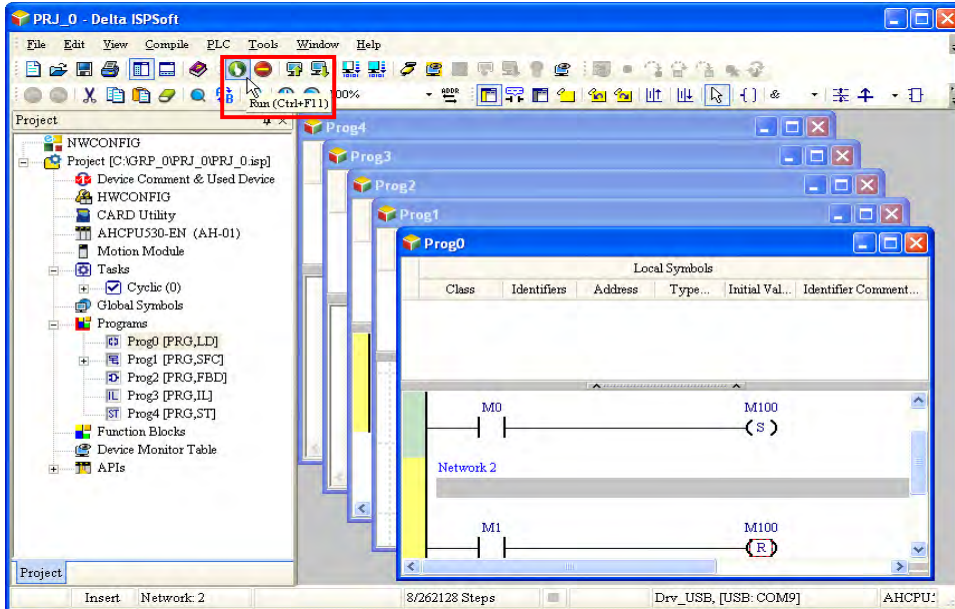 PRJ_0 - Delta ISPSoft
File Edit View Compile PLC Tools Window Help
Run (Ctrl+F11)
Project
NWCONFIG
Project [C:\GRP_0\PRJ_0\PRJ_0.isp]
Device Comment & Used Device
HWCONFIG
CARD Utility
AHCPU530-EN (AH-01)
Motion Module
Tasks
Cyclic (0)
Global Symbols
Programs
Prog0 [PRG,LD]
Prog1 [PRG,SFC]
Prog2 [PRG,FBD]
Prog3 [PRG,IL]
Prog4 [PRG,ST]
Function Blocks
Device Monitor Table
APIs
Project
Prog4
Prog3
Prog2
Prog1
Prog0
Local Symbols
Class Identifiers Address Type... Initial Val... Identifier Comment...
M0 M100
S
Network 2
M1 M100
R
Insert Network: 2 8/262128 Steps Drv_USB, [USB: COM9]